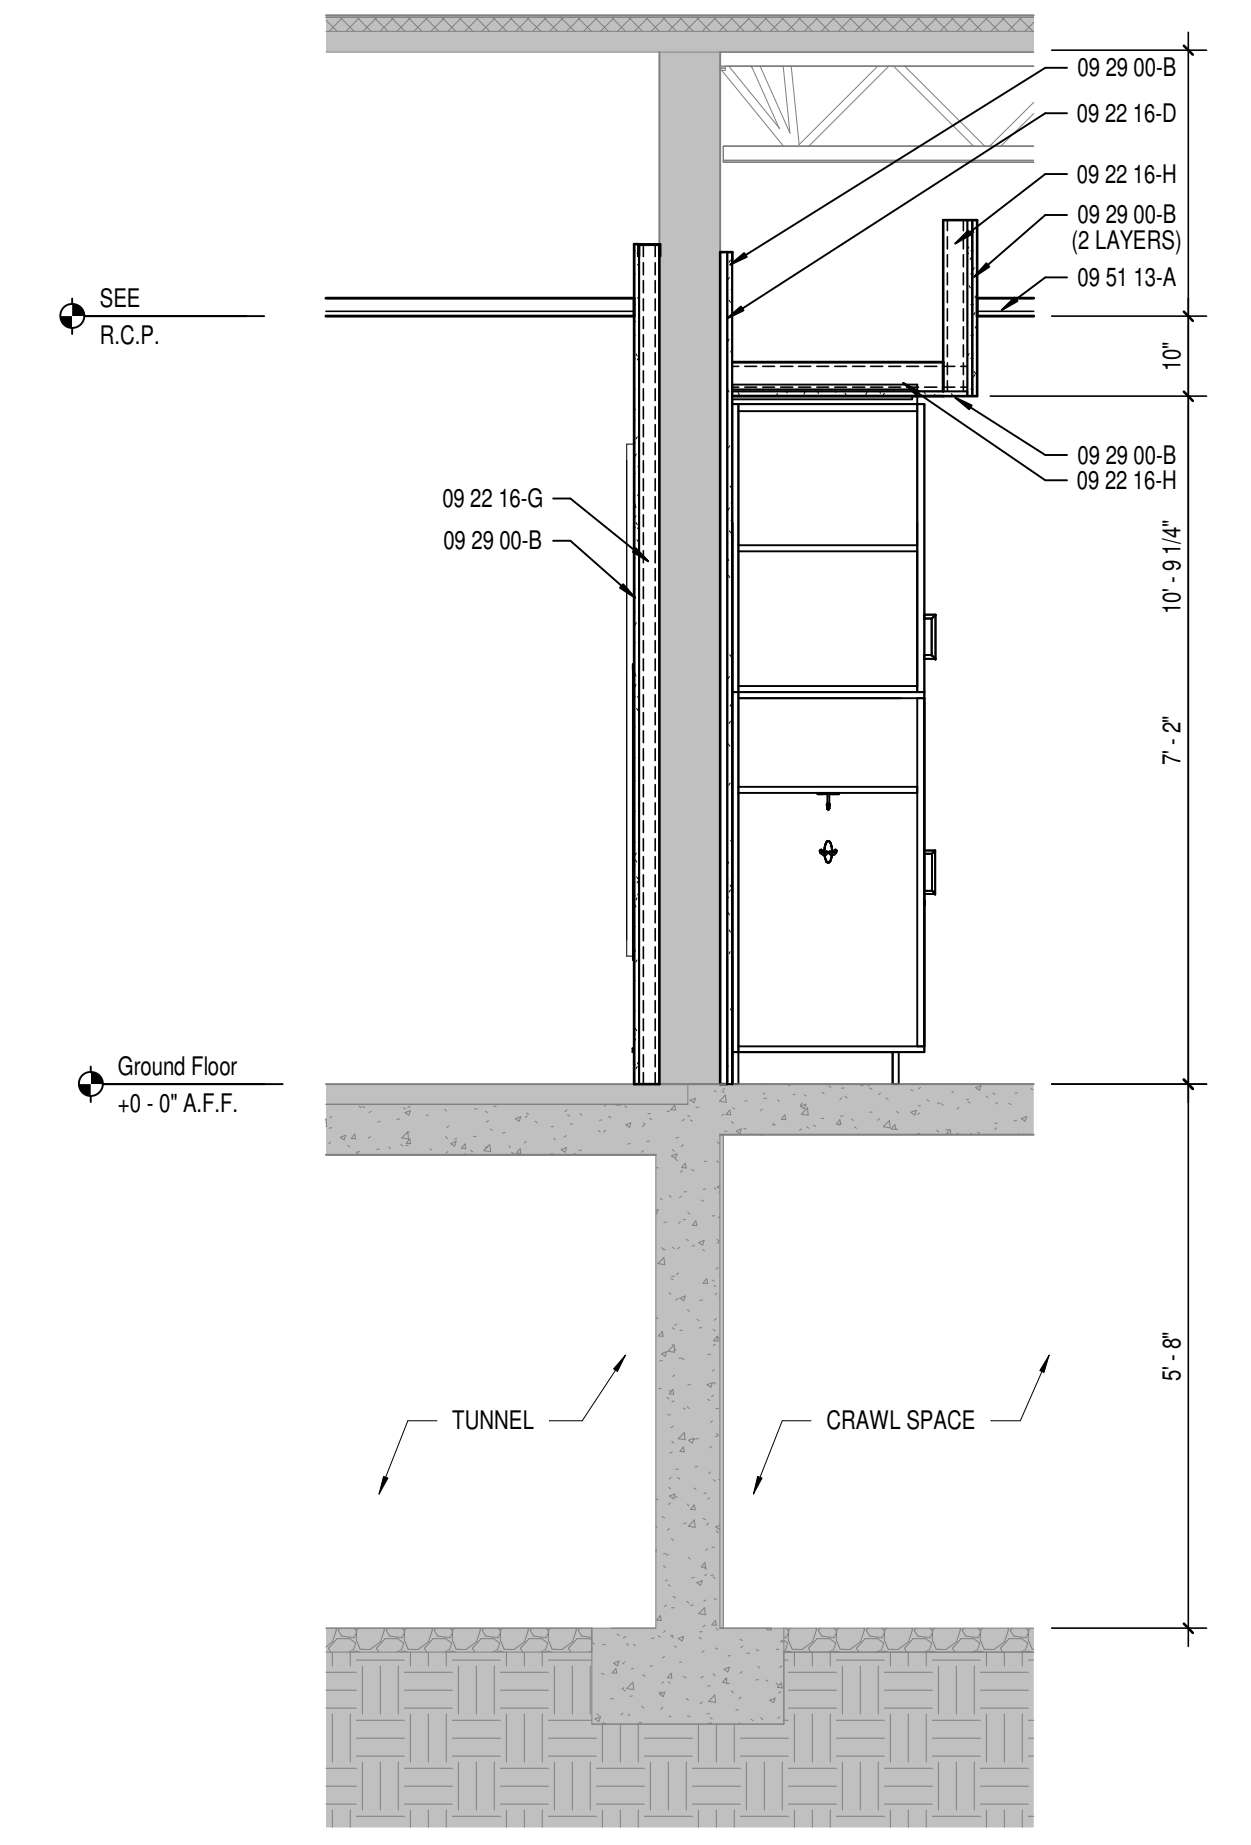 09 29 00-B
09 22 16-D
09 22 16-H
09 29 00-B
(2 LAYERS)
09 51 13-A
SEE
R.C.P.
10"
09 29 00-B
09 22 16-H
09 22 16-G
09 29 00-B
10' - 9 1/4"
7' - 2"
Ground Floor
+0 - 0" A.F.F.
5' - 8"
TUNNEL
CRAWL SPACE